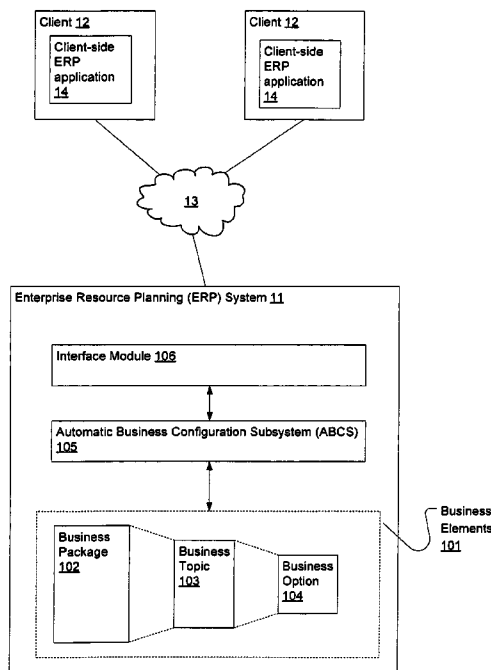 Client 12
Client-side
ERP
application
14
Client 12
Client-side
ERP
application
14
13
Enterprise Resource Planning (ERP) System 11
Interface Module 106
Automatic Business Configuration Subsystem (ABCS)
105
Business
Package
102
Business
Topic
103
Business
Option
104
Business
Elements
101